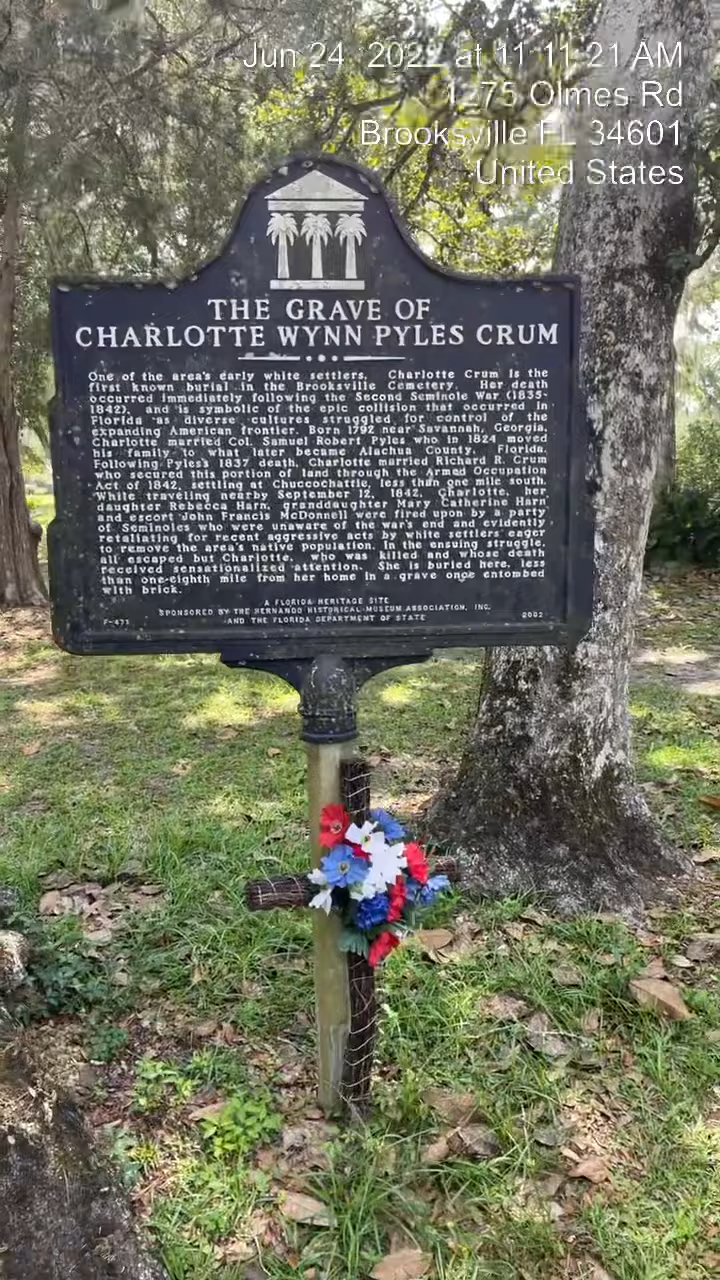 Jun 24, 2022 at 11:11:21 AM
1275 Olmes Rd
Brooksville FL 34601
United States
THE GRAVE OF
CHARLOTTE WYNN PYLES CRUM
One of the area's early white settlers, Charlotte Crum is the
first known burial in the Brooksville Cemetery. Her death
occurred immediately following the Second Seminole War (1835-
1842), and is symbolic of the epic collision that occurred in
Florida as diverse cultures struggled for control of the
expanding American frontier. Born 1792 near Savannah, Georgia,
Charlotte married Col. Samuel Robert Pyles who in 1824 moved
his family to what later became Alachua County, Florida.
Following Pyles's 1837 death, Charlotte married Richard R. Crum
who secured this portion of land through the Armed Occupation
Act of 1842, settling at Chuccochattie, less than one mile south.
While traveling nearby September 12, 1842, Charlotte, her
daughter Rebecca Harn, granddaughter Mary Catherine Harn
and escort John Francis McDonnell were fired upon by a party
of Seminoles who were unaware of the war's end and evidently
retaliating for recent aggressive acts by white settlers eager
to remove the area's native population. In the ensuing struggle,
all escaped but Charlotte, who was killed and whose death
received sensationalized attention. She is buried here, less
than one-eighth mile from her home in a grave once entombed
with brick.
A FLORIDA HERITAGE SITE
SPONSORED BY THE HERNANDO HISTORICAL MUSEUM ASSOCIATION, INC.
F-473 AND THE FLORIDA DEPARTMENT OF STATE 2002